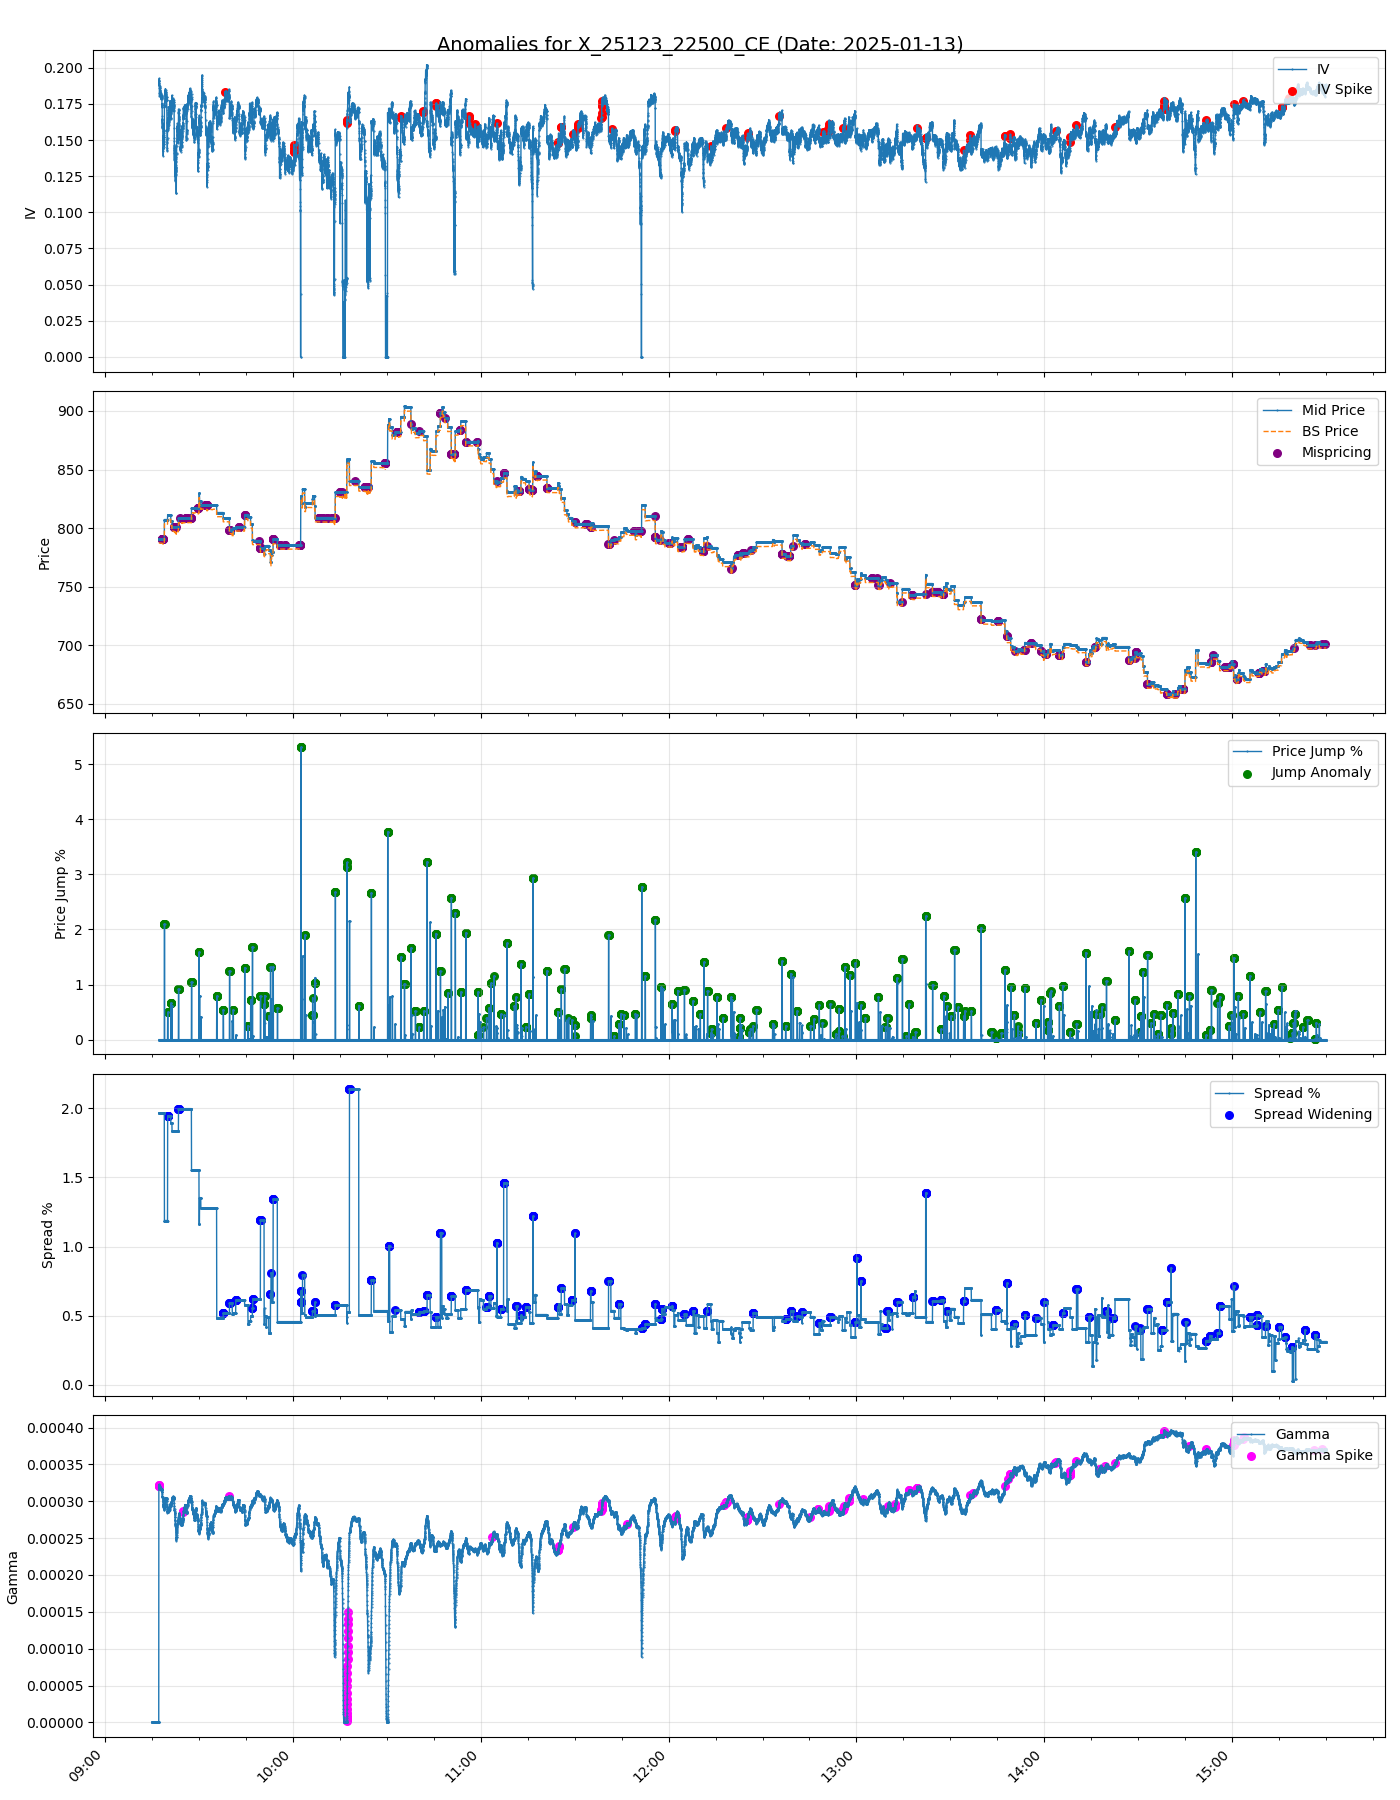 Anomalies for X_25123_22500_CE (Date: 2025-01-13)
IV
IV Spike
0.200
0.175
0.150
0.125
0.100
0.075
0.050
0.025
0.000
IV
Mid Price
BS Price
Mispricing
900
850
800
750
700
650
Price
Price Jump %
Jump Anomaly
5
4
3
2
1
0
Price Jump %
Spread %
Spread Widening
2.0
1.5
1.0
0.5
0.0
Spread %
Gamma
Gamma Spike
0.00040
0.00035
0.00030
0.00025
0.00020
0.00015
0.00010
0.00005
0.00000
Gamma
09:00
10:00
11:00
12:00
13:00
14:00
15:00